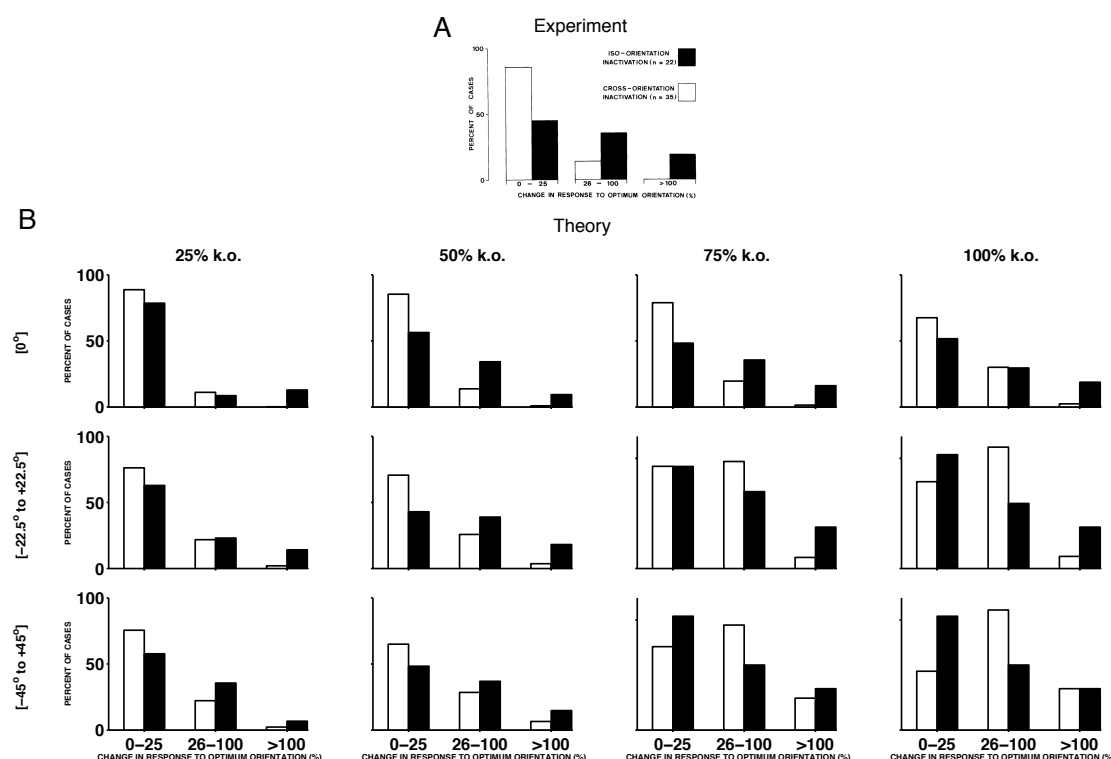 A
Experiment
100
50
0
PERCENT OF CASES
ISO–ORIENTATION
INACTIVATION (n = 22)
CROSS–ORIENTATION
INACTIVATION (n = 35)
0 – 25
26 – 100
>100
CHANGE IN RESPONSE TO OPTIMUM ORIENTATION (%)
B
Theory
25% k.o.
50% k.o.
75% k.o.
100% k.o.
[0°]
PERCENT OF CASES
100
50
0
[−22.5° to +22.5°]
PERCENT OF CASES
100
50
0
[−45° to +45°]
PERCENT OF CASES
100
50
0
0−25 26−100 >100
CHANGE IN RESPONSE TO OPTIMUM ORIENTATION (%)
0−25 26−100 >100
CHANGE IN RESPONSE TO OPTIMUM ORIENTATION (%)
0−25 26−100 >100
CHANGE IN RESPONSE TO OPTIMUM ORIENTATION (%)
0−25 26−100 >100
CHANGE IN RESPONSE TO OPTIMUM ORIENTATION (%)